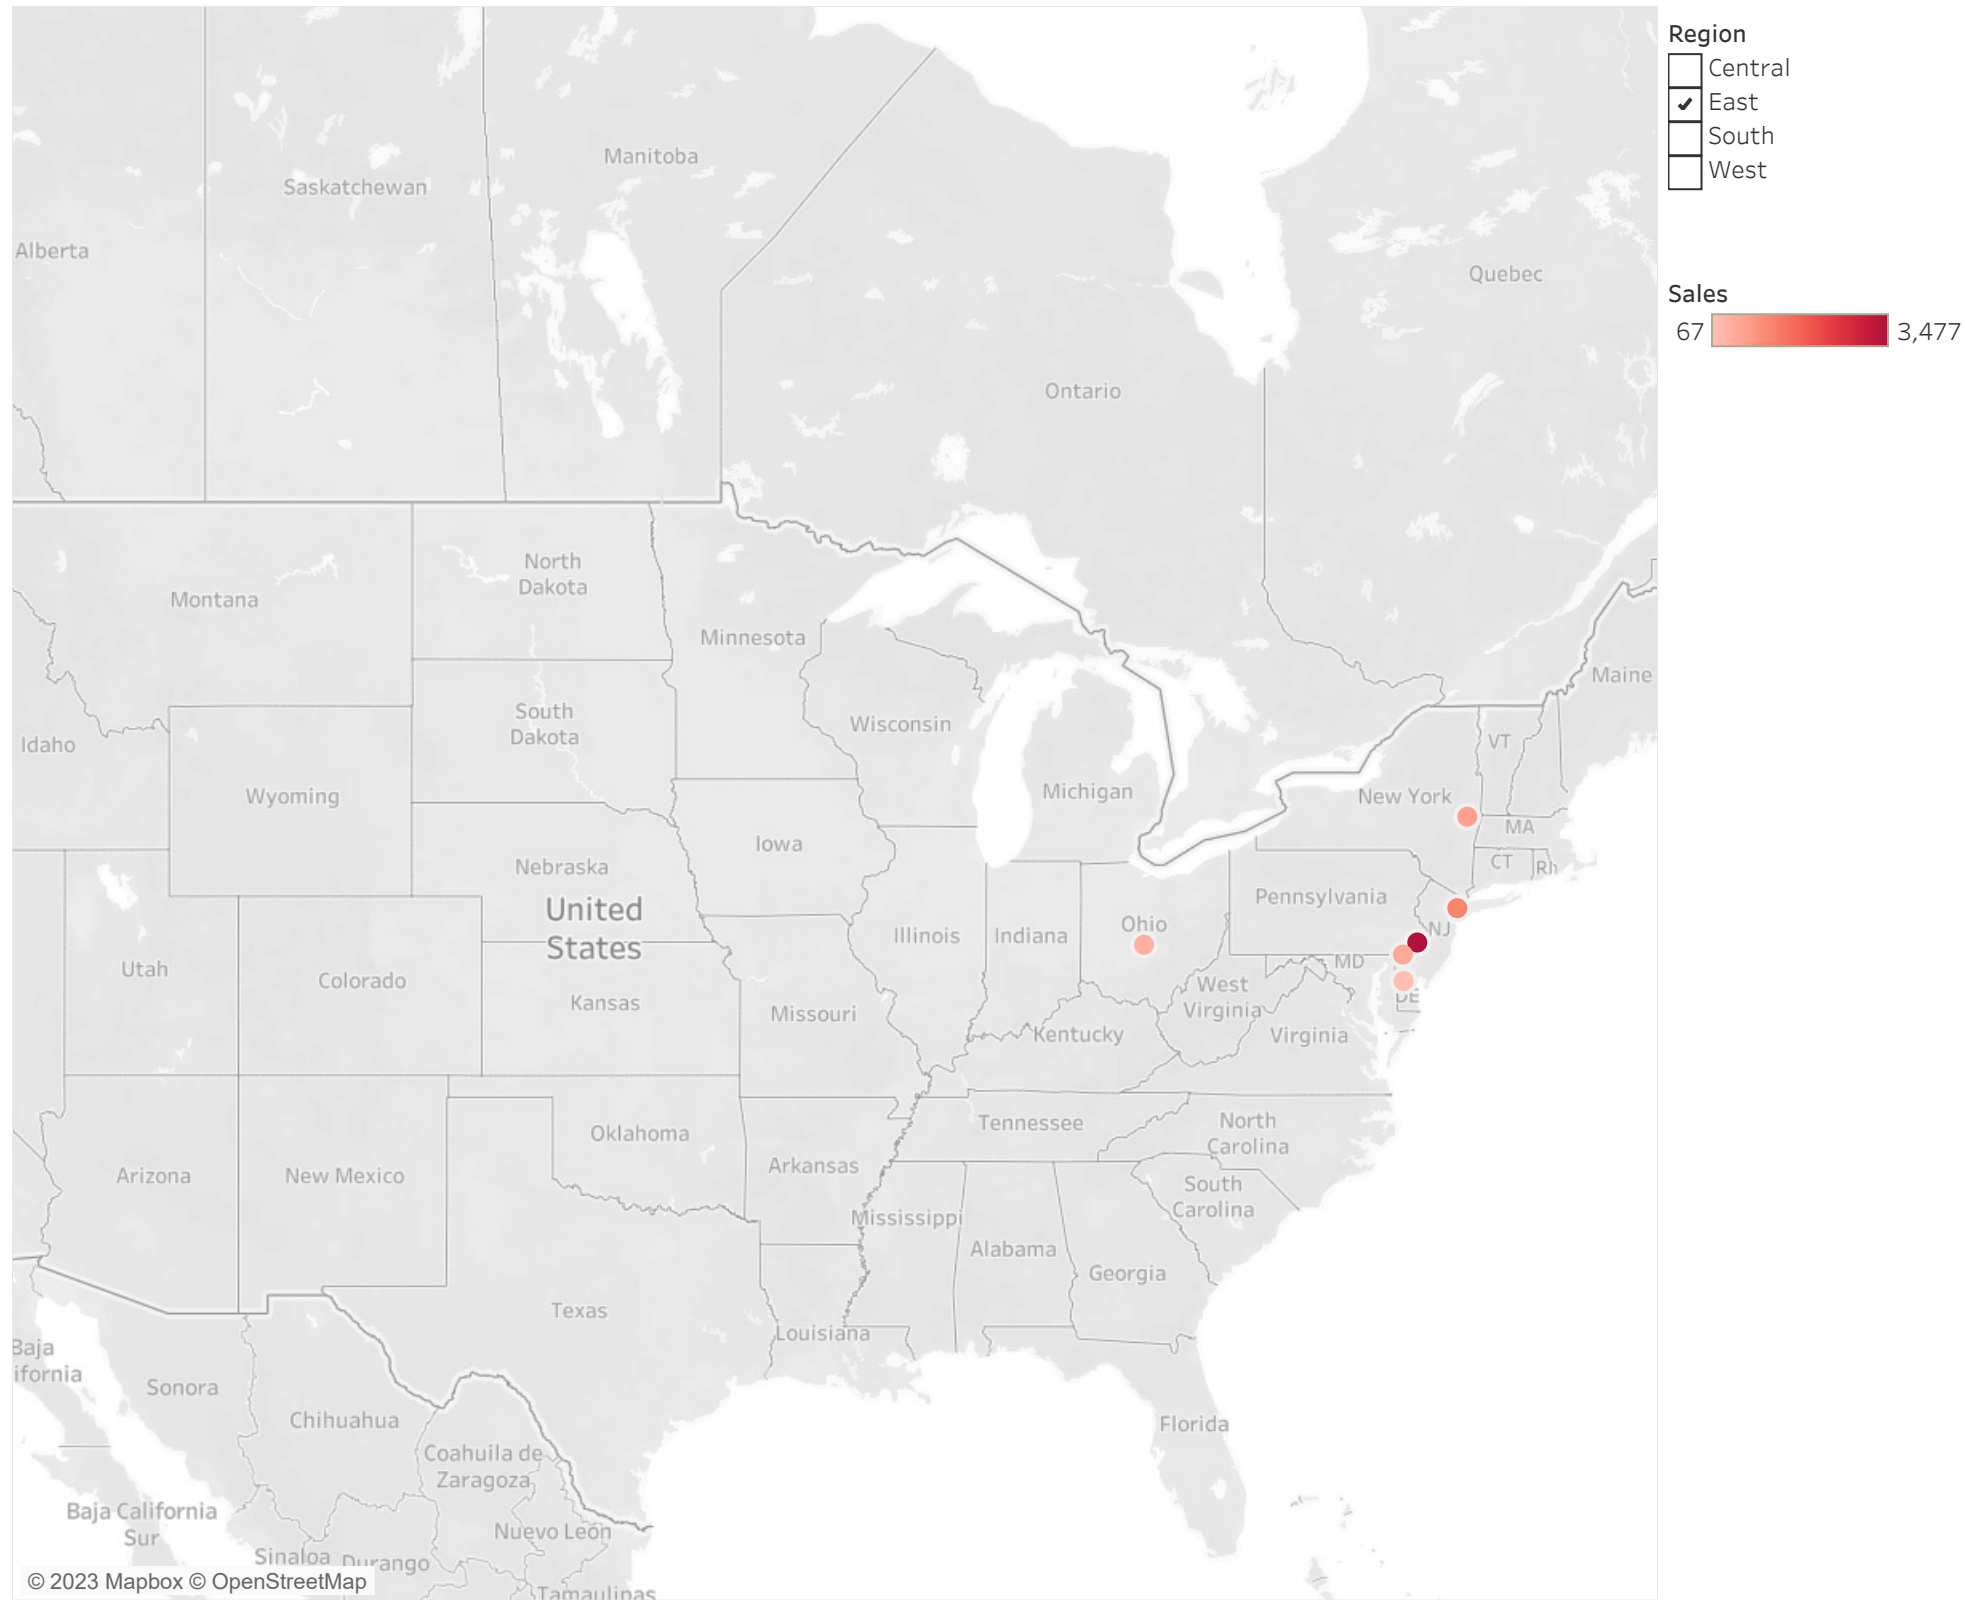 Region
Central
East
South
West
Sales
67
3,477
Manitoba
Saskatchewan
Alberta
Quebec
Ontario
North
Dakota
Montana
Minnesota
Maine
South
Dakota
Wisconsin
Idaho
VT
Michigan
Wyoming
New York
MA
Iowa
CT
Rh
Nebraska
Pennsylvania
United
States
Ohio
NJ
Illinois
Indiana
MD
Utah
Colorado
West
Virginia
DE
Kansas
Missouri
Kentucky
Virginia
Tennessee
North
Carolina
Oklahoma
Arkansas
Arizona
New Mexico
South
Carolina
Mississippi
Alabama
Georgia
Texas
Louisiana
Baja
ifornia
Sonora
Chihuahua
Florida
Coahuila de
Zaragoza
Baja California
Sur
Nuevo León
Sinaloa
Durango
Tamaulipas
© 2023 Mapbox © OpenStreetMap